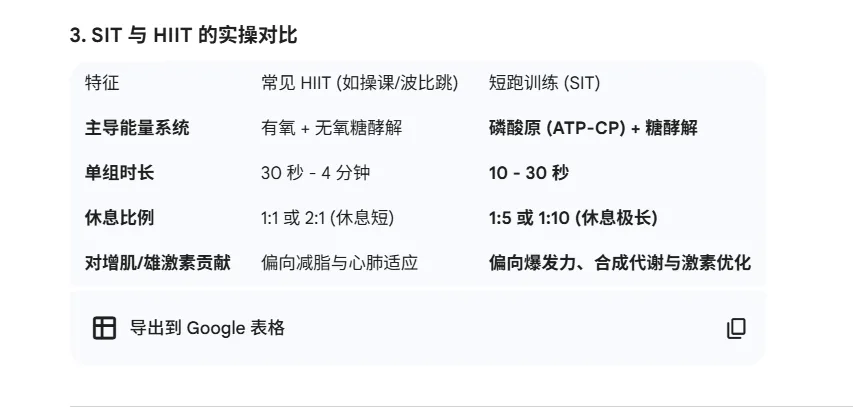 3. SIT 与 HIIT 的实操对比
特征 常见 HIIT (如操课/波比跳) 短跑训练 (SIT)
主导能量系统 有氧 + 无氧糖酵解 磷酸原 (ATP-CP) + 糖酵解
单组时长 30 秒 - 4 分钟 10 - 30 秒
休息比例 1:1 或 2:1 (休息短) 1:5 或 1:10 (休息极长)
对增肌/雄激素贡献 偏向减脂与心肺适应 偏向爆发力、合成代谢与激素优化
导出到 Google 表格